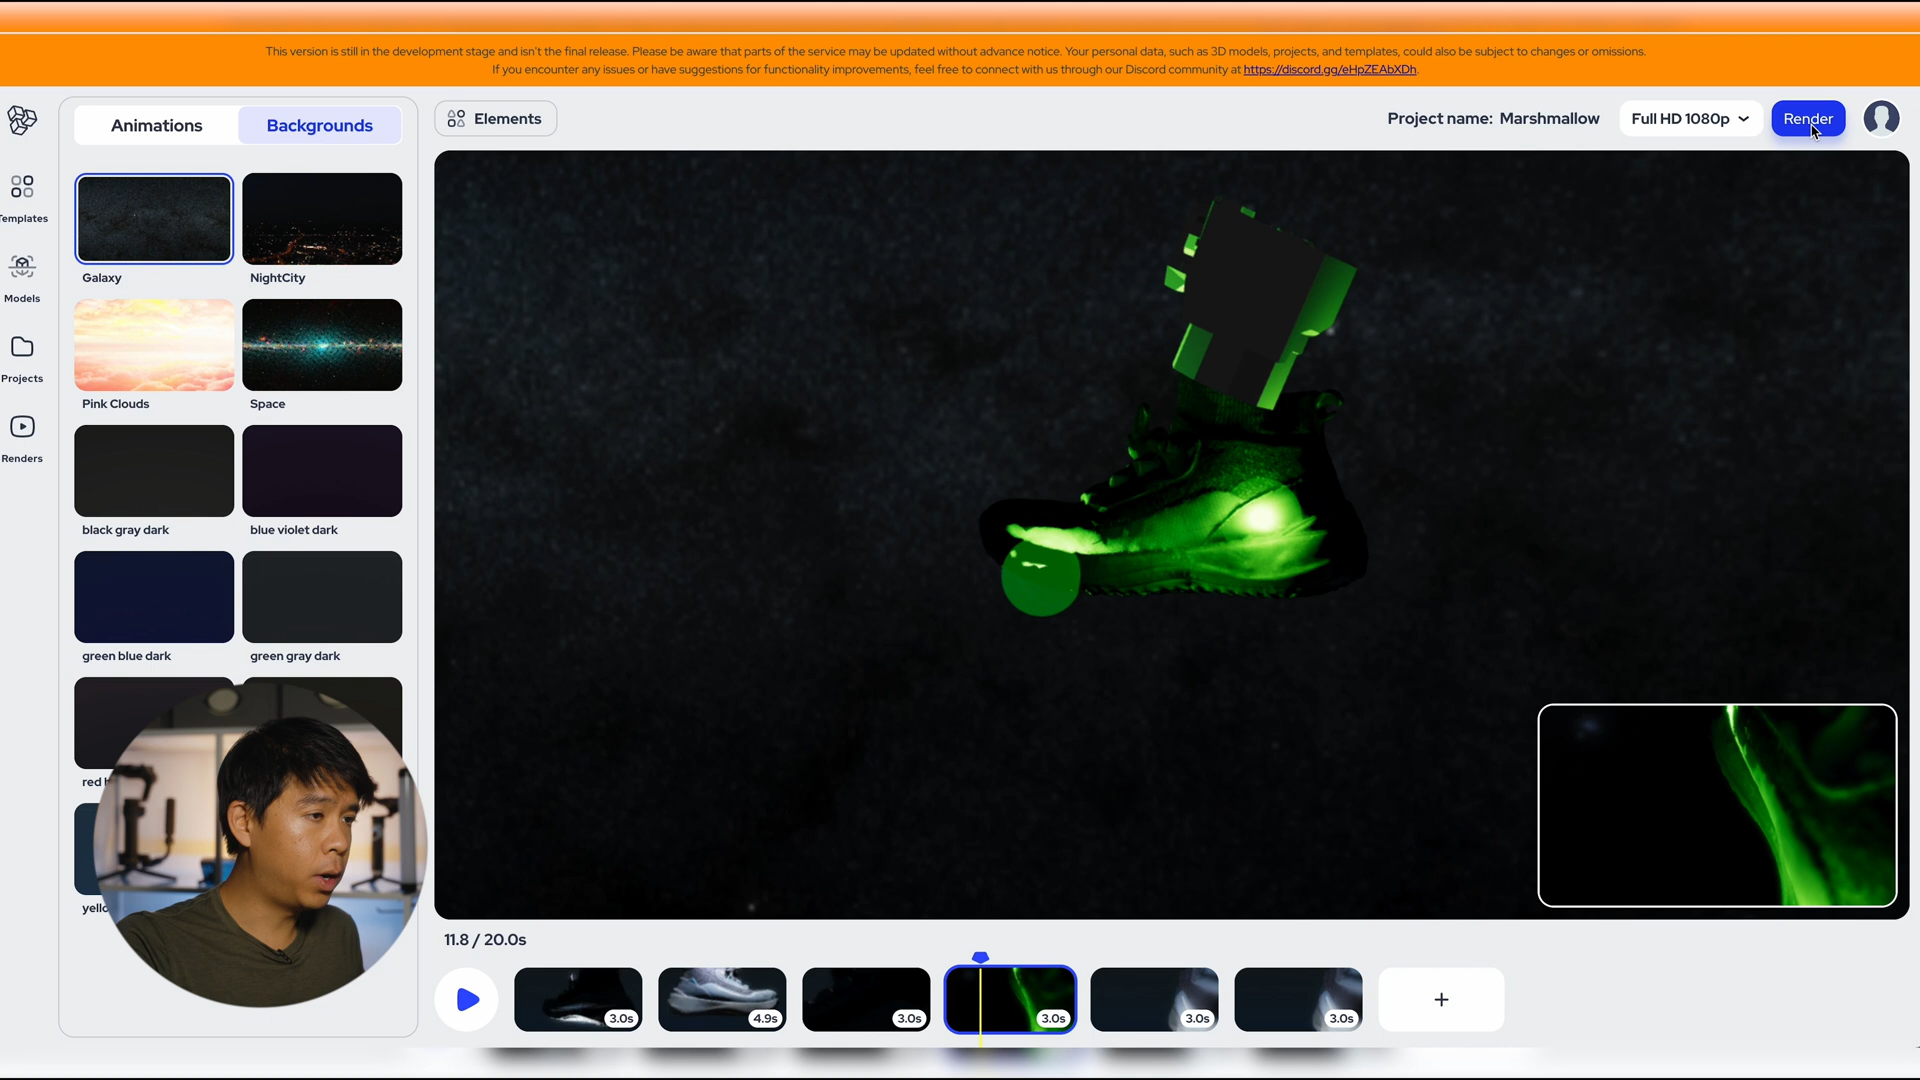 This version is still in the development stage and isn't the final release. Please be aware that parts of the service may be updated without advance notice. Your personal data, such as 3D models, projects, and templates, could also be subject to changes or omissions.
If you encounter any issues or have suggestions for functionality improvements, feel free to connect with us through our Discord community at https://discord.gg/eHpZEAbXDh.
Animations
Backgrounds
Elements
Project name: Marshmallow
Full HD 1080p
Render
Templates
Models
Projects
Renders
Galaxy
NightCity
Pink Clouds
Space
black gray dark
blue violet dark
green blue dark
green gray dark
red
11.8 / 20.0s
3.0s
4.9s
3.0s
3.0s
3.0s
3.0s
+